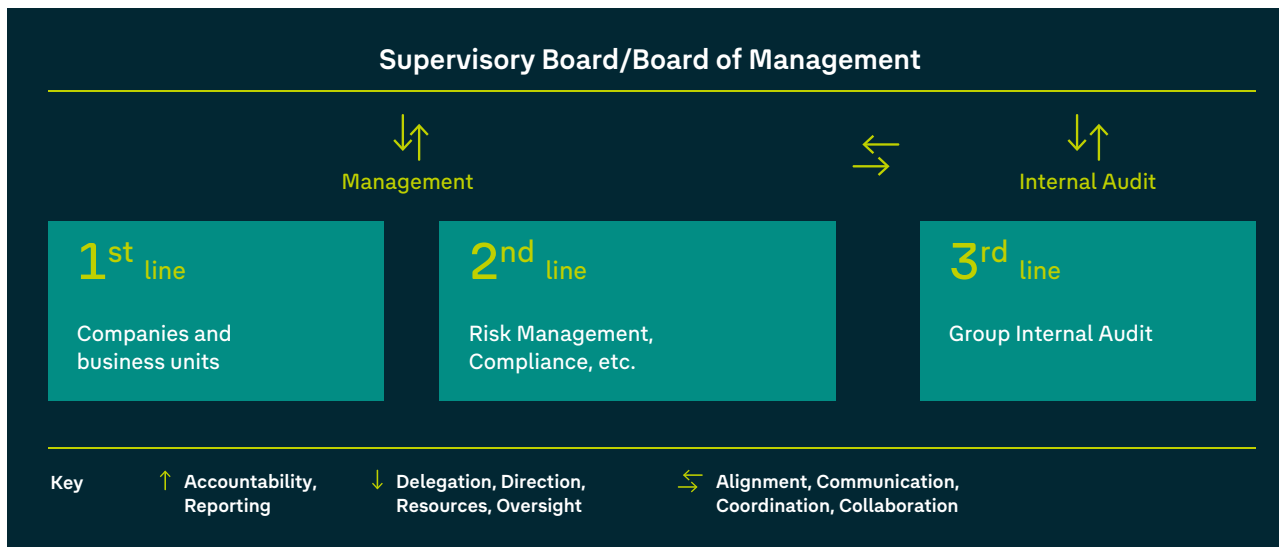 Supervisory Board/Board of Management
Management
Internal Audit
1st line
Companies and
business units
2nd line
Risk Management,
Compliance, etc.
3rd line
Group Internal Audit
Key
Accountability,
Reporting
Delegation, Direction,
Resources, Oversight
Alignment, Communication,
Coordination, Collaboration